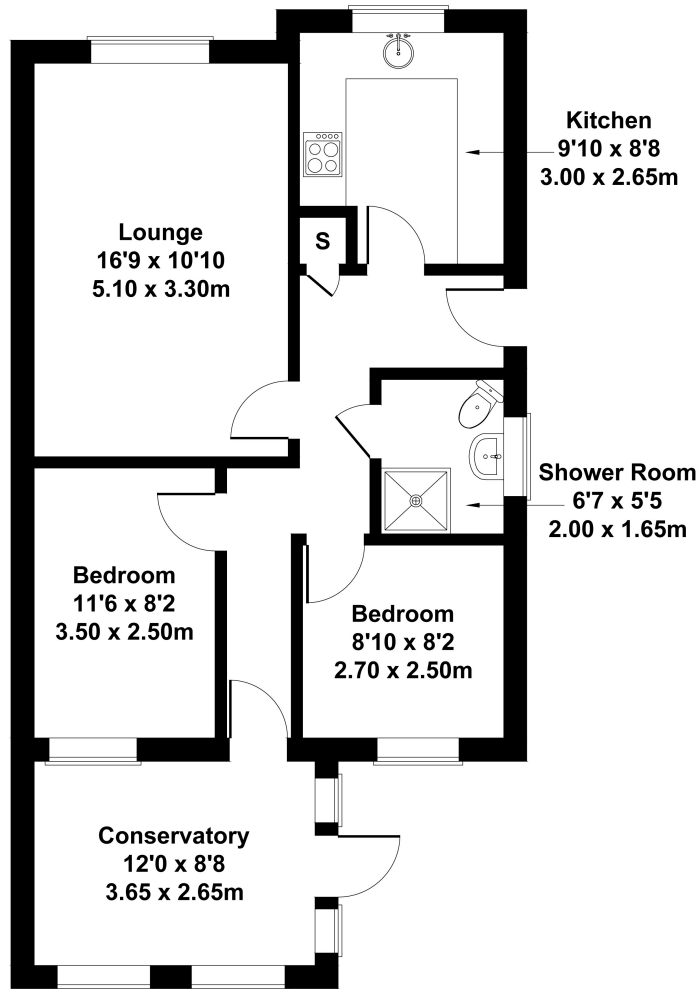 Kitchen
9'10 x 8'8
3.00 x 2.65m
Lounge
16'9 x 10'10
5.10 x 3.30m
S
Shower Room
6'7 x 5'5
2.00 x 1.65m
Bedroom
11'6 x 8'2
3.50 x 2.50m
Bedroom
8'10 x 8'2
2.70 x 2.50m
Conservatory
12'0 x 8'8
3.65 x 2.65m